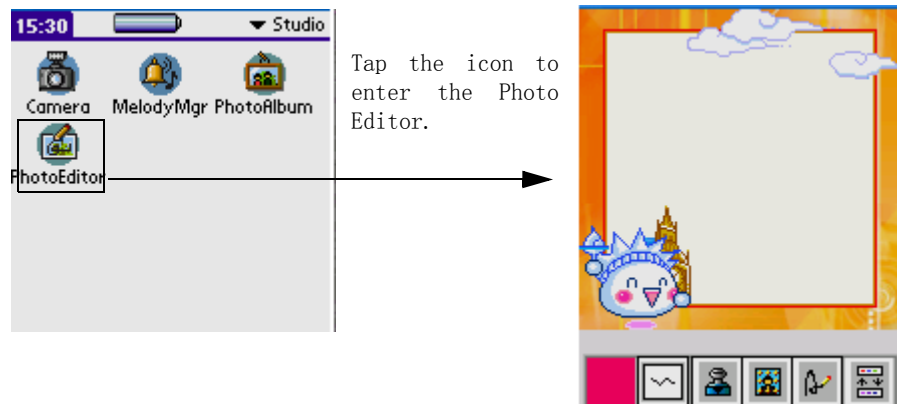 15:30
Studio
Camera MelodyMgr PhotoAlbum
PhotoEditor
Tap the icon to
enter the Photo
Editor.